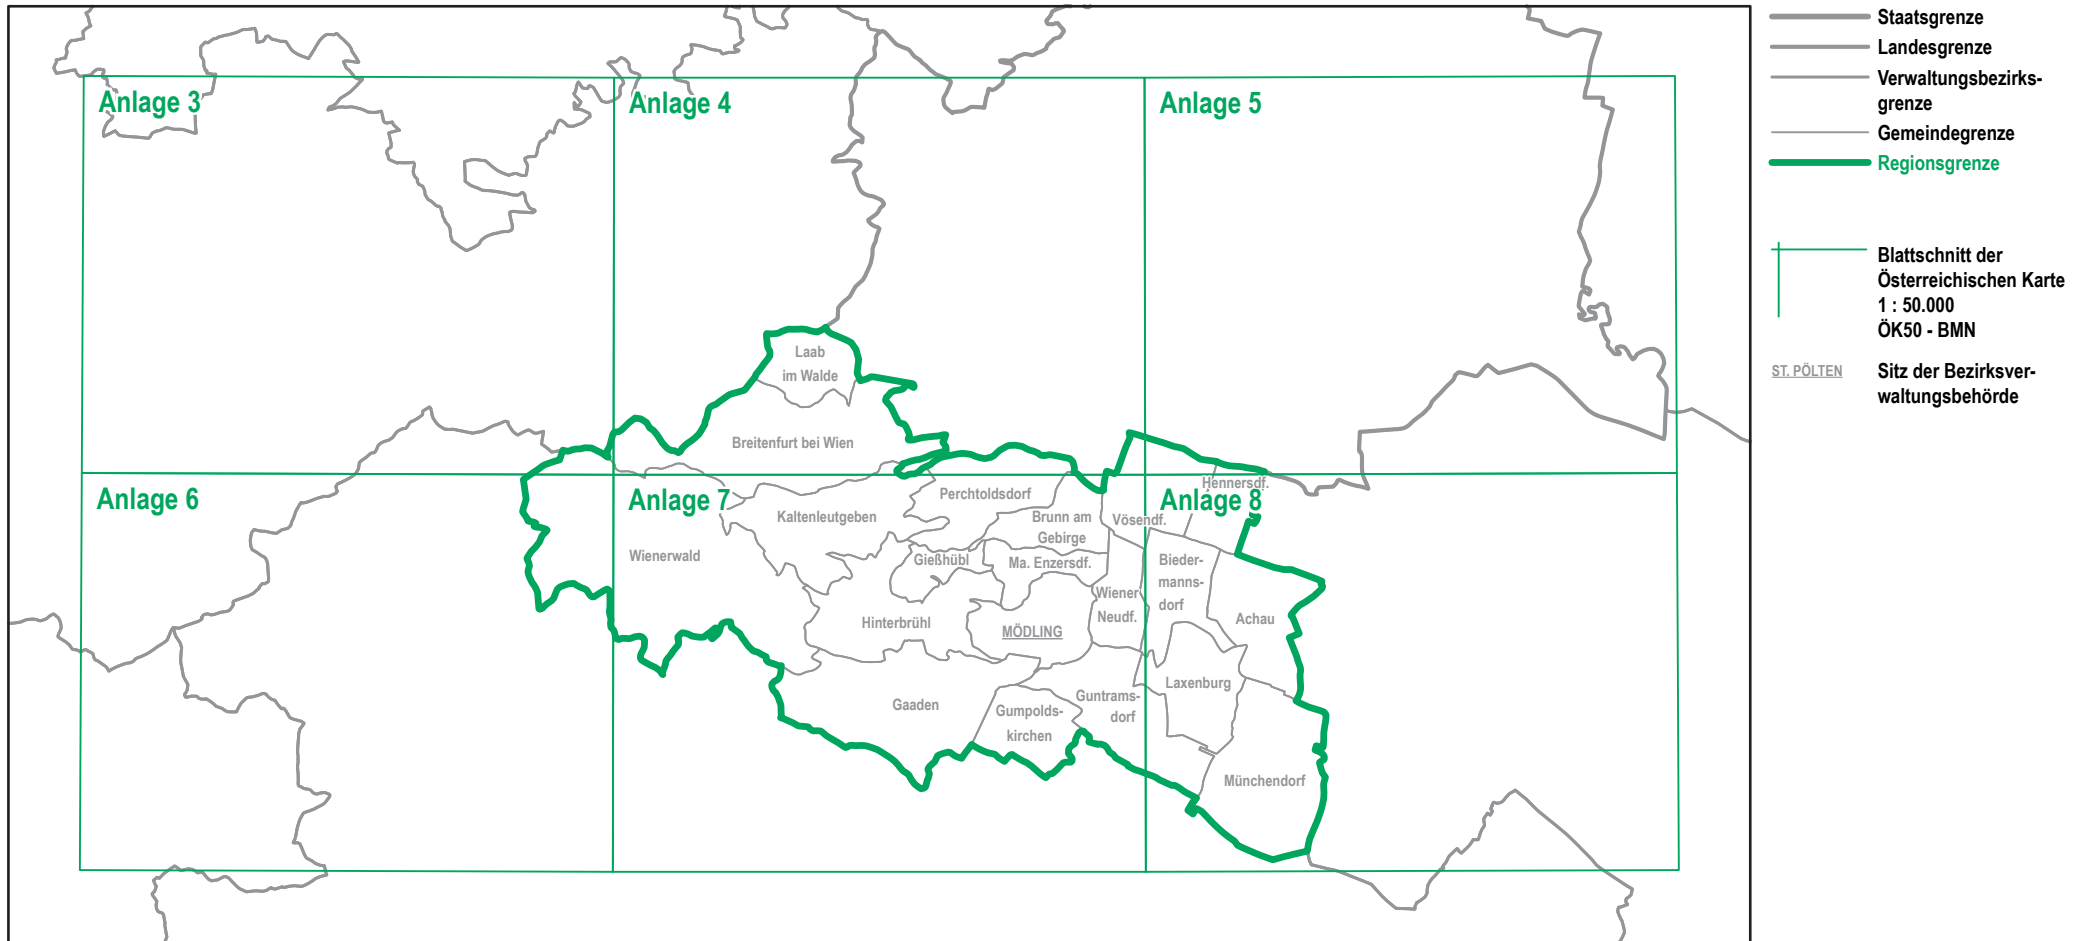 Anlage 3
Anlage 4
Anlage 5
Anlage 6
Anlage 7
Anlage 8
Laab
im Walde
Breitenfurt bei Wien
Wienerwald
Kaltenleutgeben
Perchtoldsdorf
Brunn am
Gebirge
Vösendf.
Hennersdf.
Gießhübl
Ma. Enzersdf.
Wiener
Neudf.
Bieder-
manns-
dorf
Achau
Hinterbrühl
MÖDLING
Gaaden
Gumpolds-
kirchen
Guntrams-
dorf
Laxenburg
Münchendorf
Staatsgrenze
Landesgrenze
Verwaltungsbezirks-
grenze
Gemeindegrenze
Regionsgrenze
Blattschnitt der
Österreichischen Karte
1 : 50.000
ÖK50 - BMN
ST. PÖLTEN
Sitz der Bezirksver-
waltungsbehörde